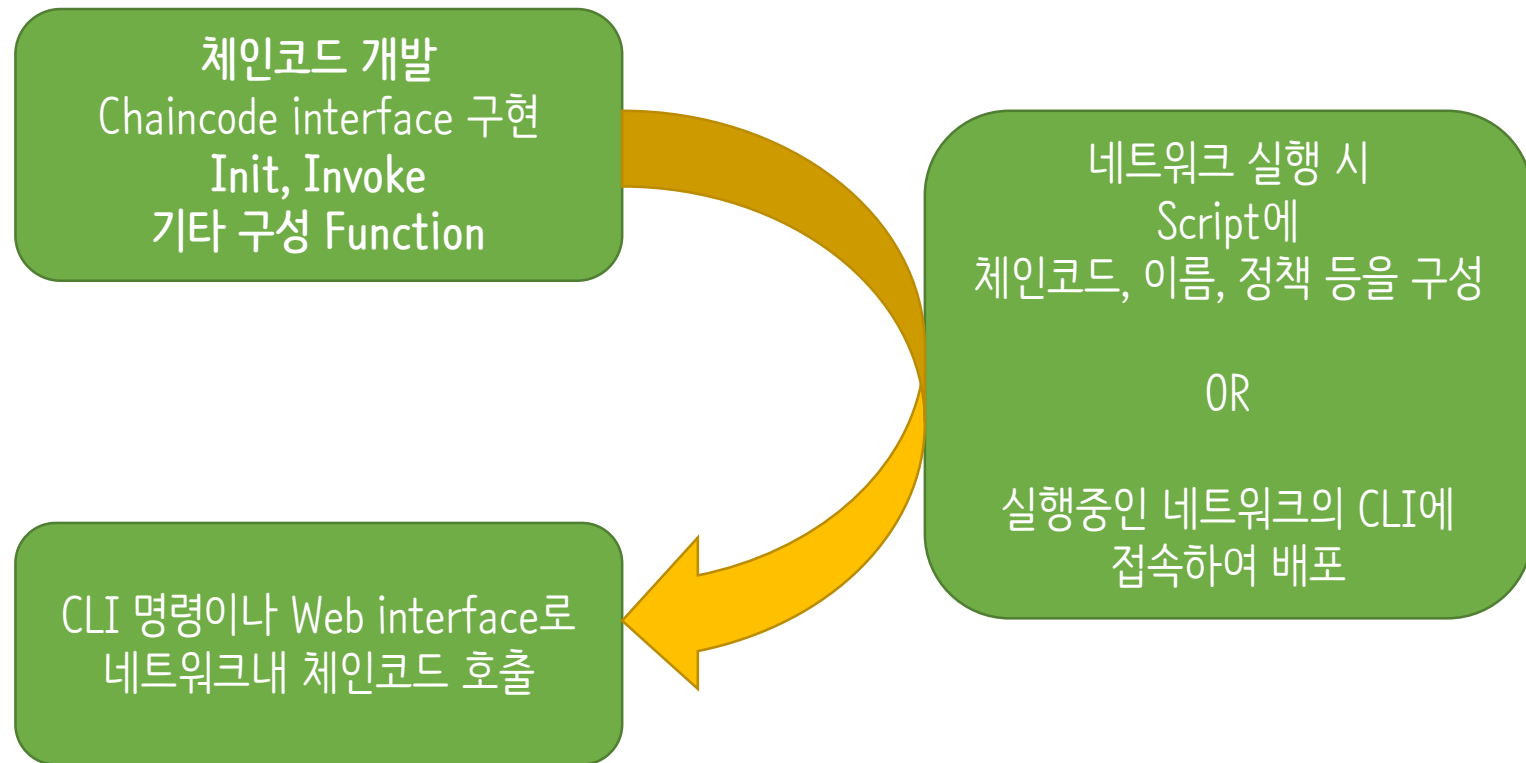 체인코드 개발
Chaincode interface 구현
Init, Invoke
기타 구성 Function
네트워크 실행 시
Script에
체인코드, 이름, 정책 등을 구성
OR
실행중인 네트워크의 CLI에
접속하여 배포
CLI 명령이나 Web interface로
네트워크내 체인코드 호출